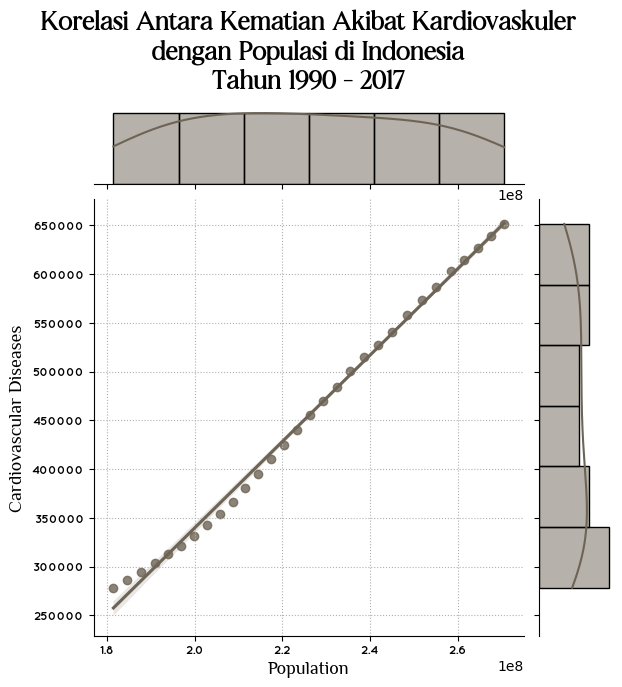 Korelasi Antara Kematian Akibat Kardiovaskuler
dengan Populasi di Indonesia
Tahun 1990 - 2017
1e8
650000
600000
550000
500000
450000
400000
350000
300000
250000
Cardiovascular Diseases
1.8 2.0 2.2 2.4 2.6
Population
1e8